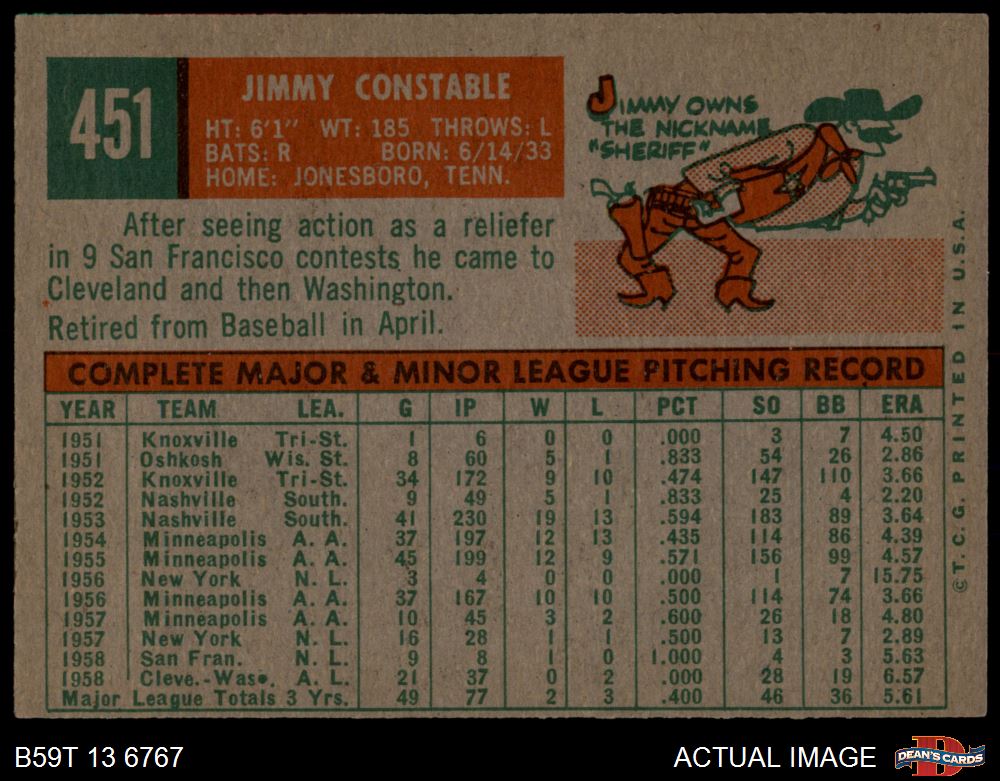 451
JIMMY CONSTABLE
HT: 6'1" WT: 185 THROWS: L
BATS: R BORN: 6/14/33
HOME: JONESBORO, TENN.
JIMMY OWNS
THE NICKNAME
"SHERIFF"
After seeing action as a reliefer
in 9 San Francisco contests he came to
Cleveland and then Washington.
Retired from Baseball in April.
COMPLETE MAJOR & MINOR LEAGUE PITCHING RECORD
YEAR TEAM LEA. G IP W L PCT SO BB ERA
1951 Knoxville Tri-St. 1 6 0 0 .000 3 7 4.50
1951 Oshkosh Wis. St. 8 60 5 1 .833 54 26 2.86
1952 Knoxville Tri-St. 34 172 9 10 .474 147 110 3.66
1952 Nashville South. 9 49 5 1 .833 25 4 2.20
1953 Nashville South. 41 230 19 13 .594 183 89 3.64
1954 Minneapolis A. A. 37 197 12 13 .435 114 86 4.39
1955 Minneapolis A. A. 45 199 12 9 .571 156 99 4.57
1956 New York N. L. 3 4 0 0 .000 1 7 15.75
1956 Minneapolis A. A. 37 167 10 10 .500 114 74 3.66
1957 Minneapolis A. A. 10 45 3 2 .600 26 18 4.80
1957 New York N. L. 16 28 1 1 .500 13 7 2.89
1958 San Fran. N. L. 9 8 1 0 1.000 4 3 5.63
1958 Cleve.-Was. A. L. 21 37 0 2 .000 28 19 6.57
Major League Totals 3 Yrs. 49 77 2 3 .400 46 36 5.61
©T. C. G. PRINTED IN U.S.A.
B59T 13 6767
ACTUAL IMAGE
DEAN'S CARDS